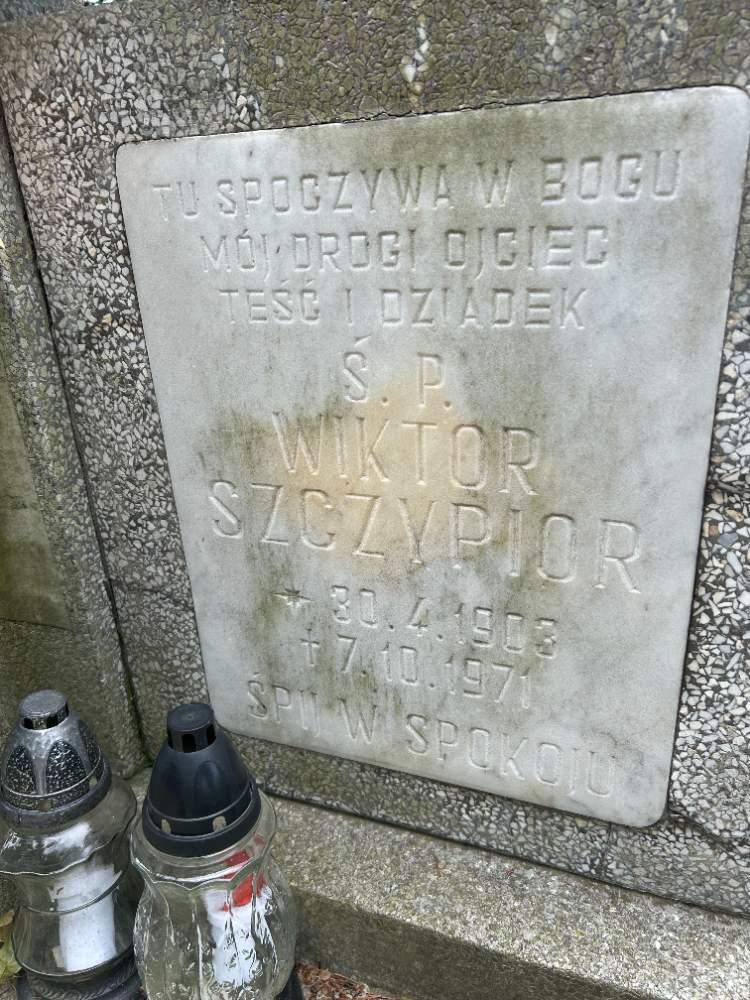 TU SPOCZYWA W BOGU
MÓJ DROGI OJCIEC
TEŚĆ I DZIADEK
Ś. P.
WIKTOR
SZCZYPIOR
* 30.4.1903
† 7.10.1971
ŚPIJ W SPOKOJU